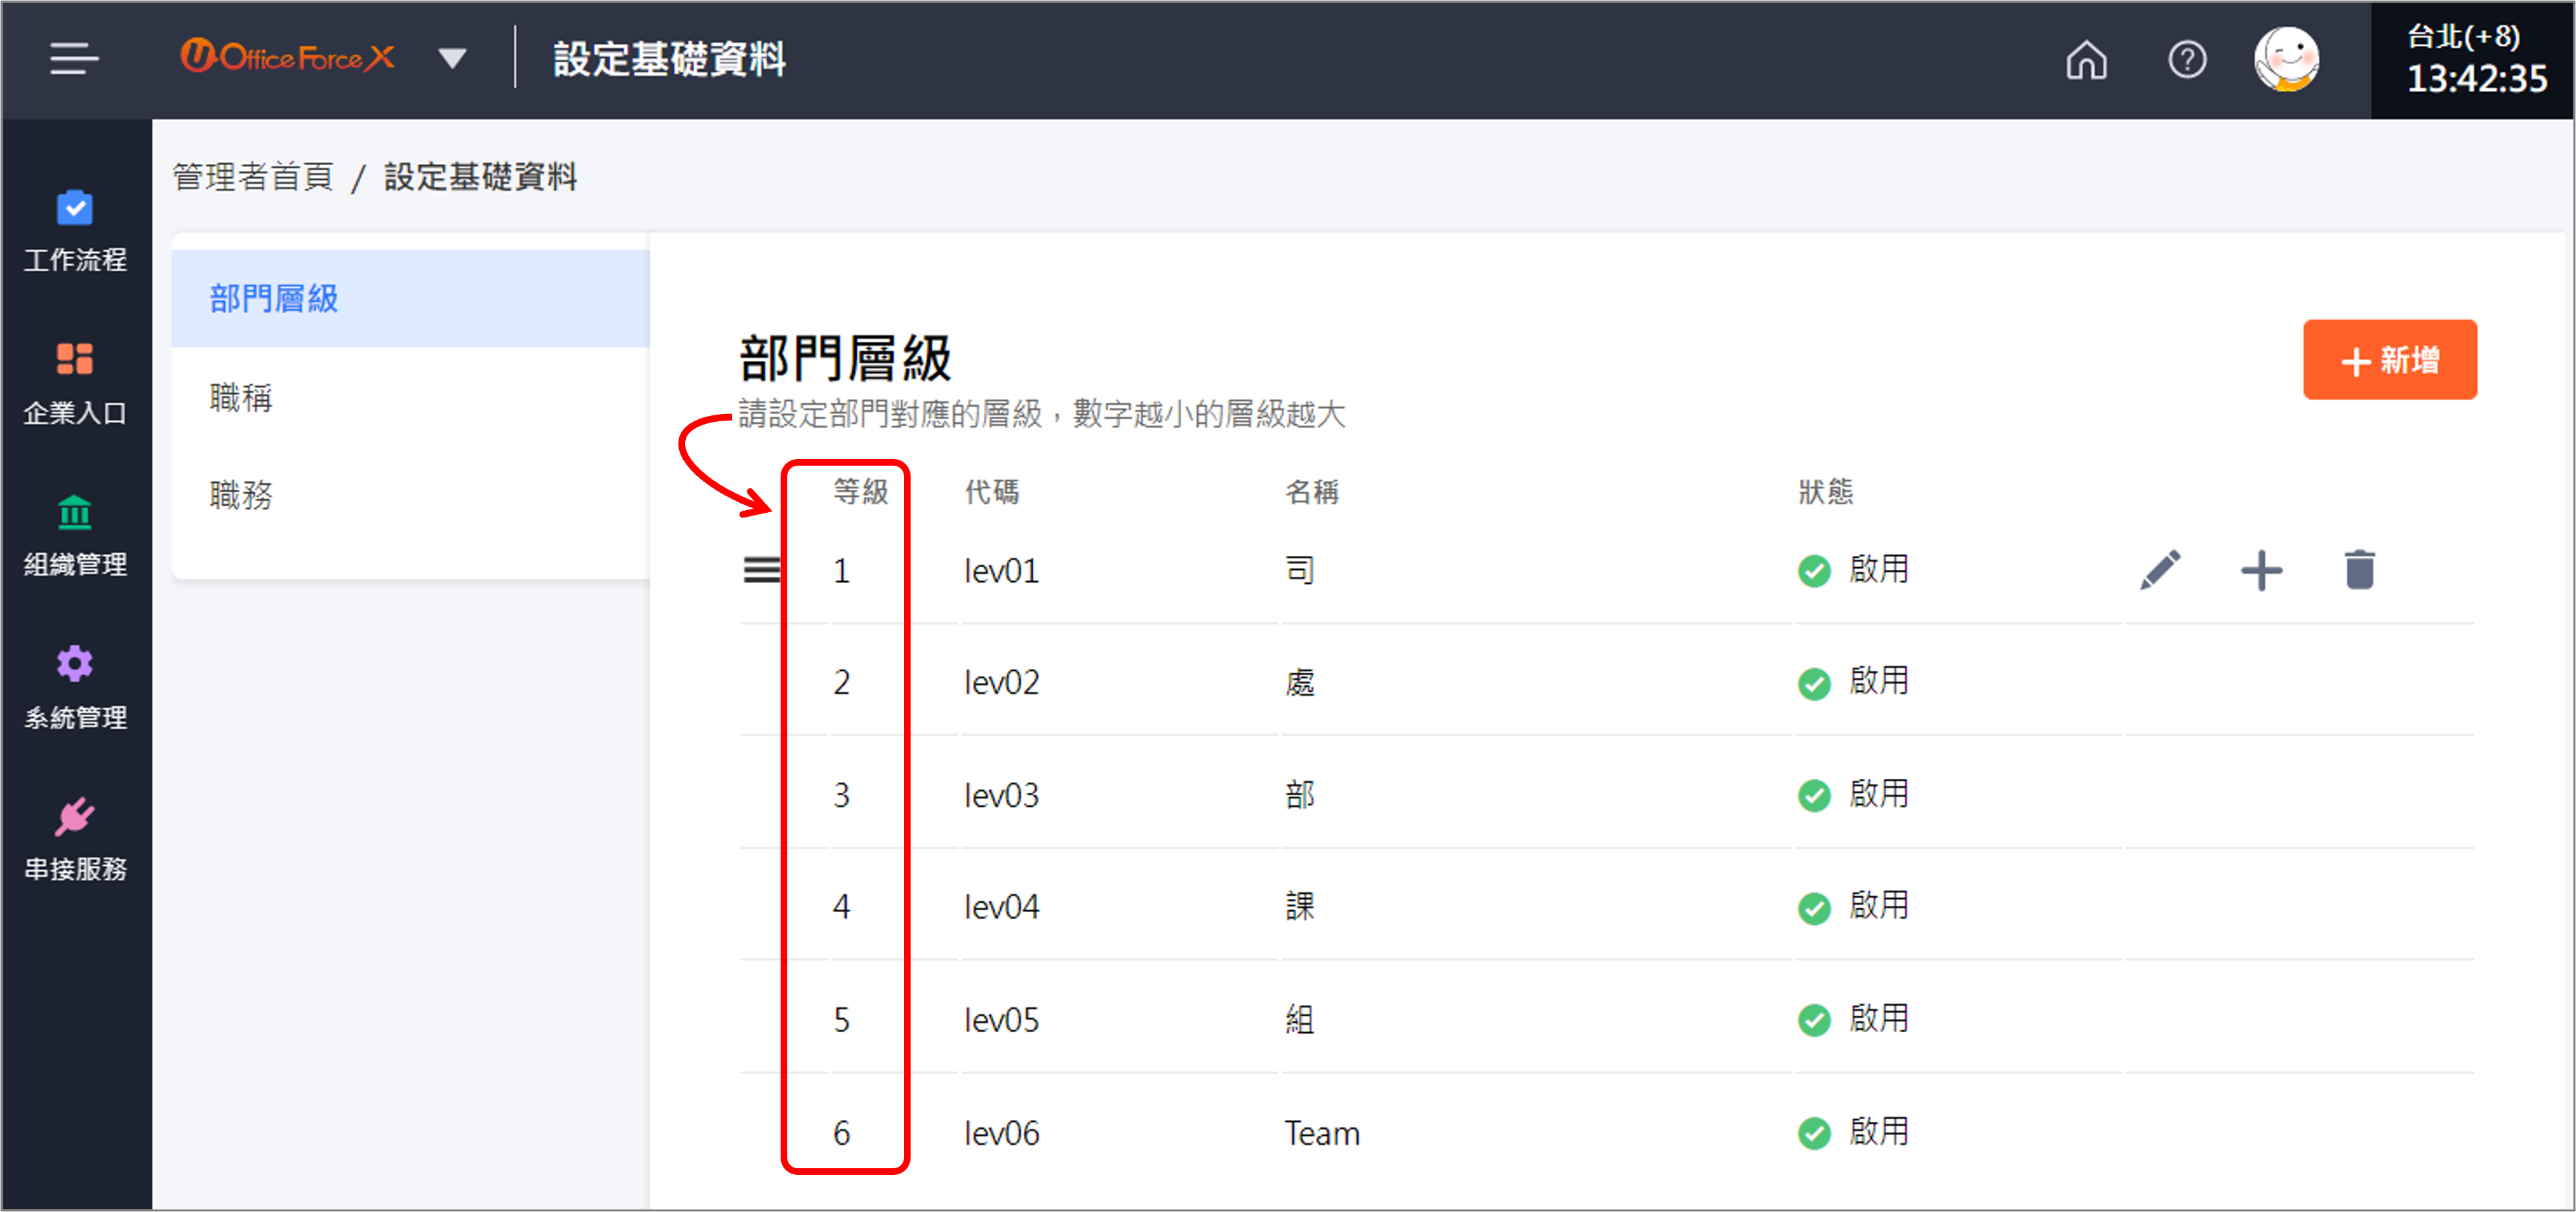 UOffice Force X
設定基礎資料
台北(+8)
13:42:35
工作流程
企業入口
組織管理
系統管理
串接服務
管理者首頁 / 設定基礎資料
部門層級
職稱
職務
部門層級
請設定部門對應的層級，數字越小的層級越大
+ 新增
等級 代碼 名稱 狀態
1 lev01 司 啟用
2 lev02 處 啟用
3 lev03 部 啟用
4 lev04 課 啟用
5 lev05 組 啟用
6 lev06 Team 啟用